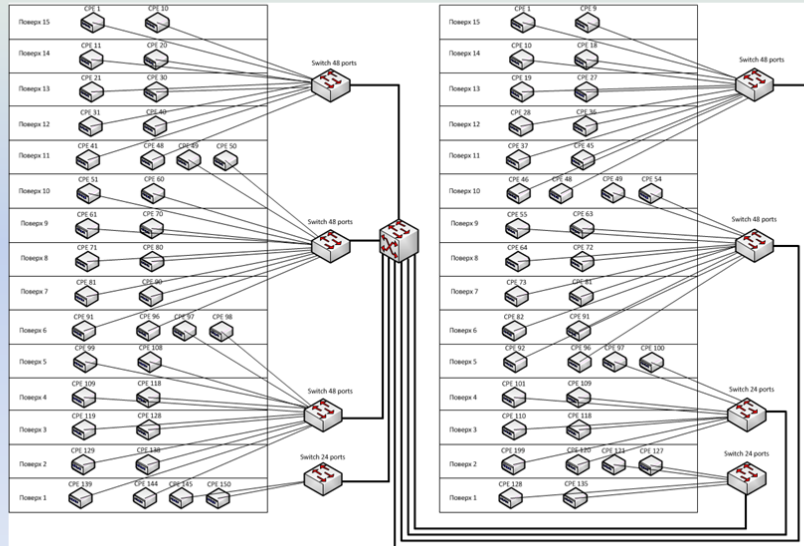 Поверх 15 CPE 1 CPE 10
Поверх 14 CPE 11 CPE 20
Switch 48 ports
Поверх 13 CPE 21 CPE 30
Поверх 12 CPE 31 CPE 40
Поверх 11 CPE 41 CPE 48 CPE 49 CPE 50
Поверх 10 CPE 51 CPE 60
Поверх 9 CPE 61 CPE 70
Switch 48 ports
Поверх 8 CPE 71 CPE 80
Поверх 7 CPE 81 CPE 90
Поверх 6 CPE 91 CPE 96 CPE 97 CPE 98
Поверх 5 CPE 99 CPE 108
Поверх 4 CPE 109 CPE 118
Switch 48 ports
Поверх 3 CPE 119 CPE 128
Поверх 2 CPE 129 CPE 138
Switch 24 ports
Поверх 1 CPE 139 CPE 144 CPE 145 CPE 150
Поверх 15 CPE 1 CPE 9
Поверх 14 CPE 10 CPE 18
Switch 48 ports
Поверх 13 CPE 19 CPE 27
Поверх 12 CPE 28 CPE 36
Поверх 11 CPE 37 CPE 45
Поверх 10 CPE 46 CPE 48 CPE 49 CPE 54
Поверх 9 CPE 55 CPE 63
Switch 48 ports
Поверх 8 CPE 64 CPE 72
Поверх 7 CPE 73 CPE 81
Поверх 6 CPE 82 CPE 91
Поверх 5 CPE 92 CPE 96 CPE 97 CPE 100
Поверх 4 CPE 101 CPE 109
Switch 24 ports
Поверх 3 CPE 110 CPE 118
Поверх 2 CPE 199 CPE 120 CPE 121 CPE 127
Switch 24 ports
Поверх 1 CPE 128 CPE 135